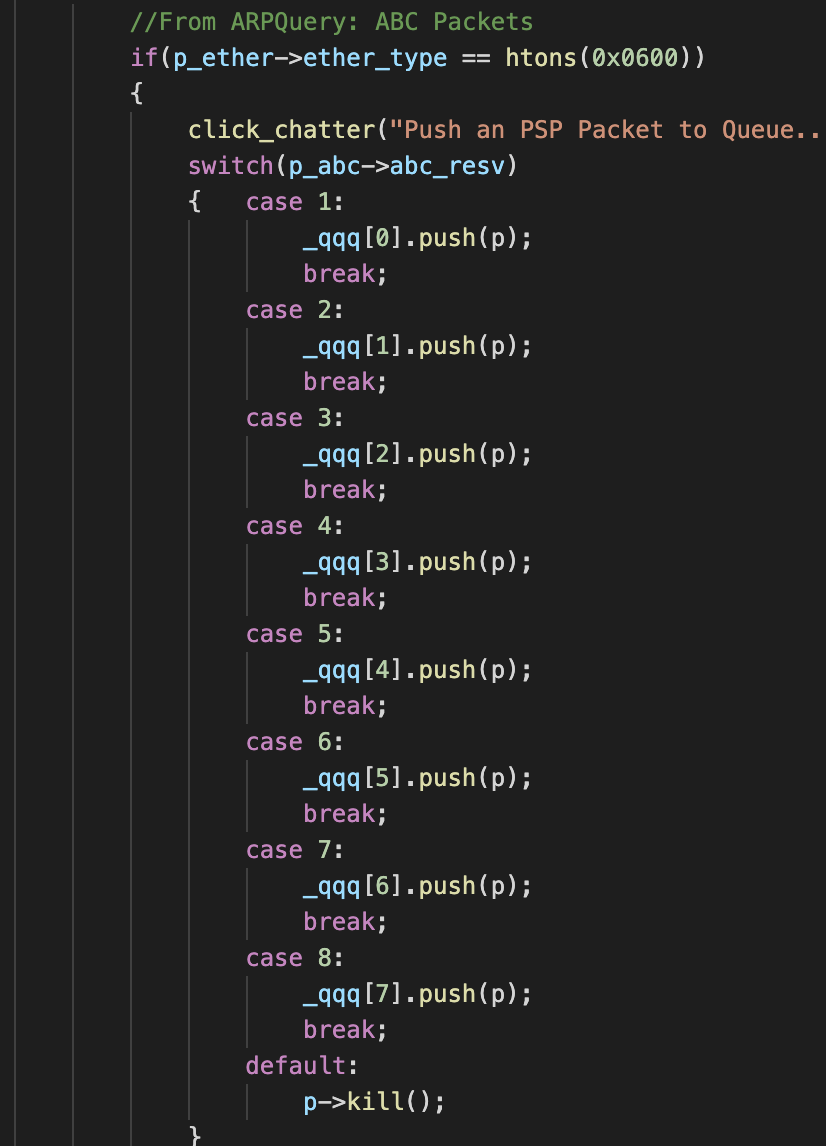 //From ARPQuery: ABC Packets
if(p_ether->ether_type == htons(0x0600))
{
click_chatter("Push an PSP Packet to Queue..
switch(p_abc->abc_resv)
{   case 1:
_qqq[0].push(p);
break;
case 2:
_qqq[1].push(p);
break;
case 3:
_qqq[2].push(p);
break;
case 4:
_qqq[3].push(p);
break;
case 5:
_qqq[4].push(p);
break;
case 6:
_qqq[5].push(p);
break;
case 7:
_qqq[6].push(p);
break;
case 8:
_qqq[7].push(p);
break;
default:
p->kill();
}